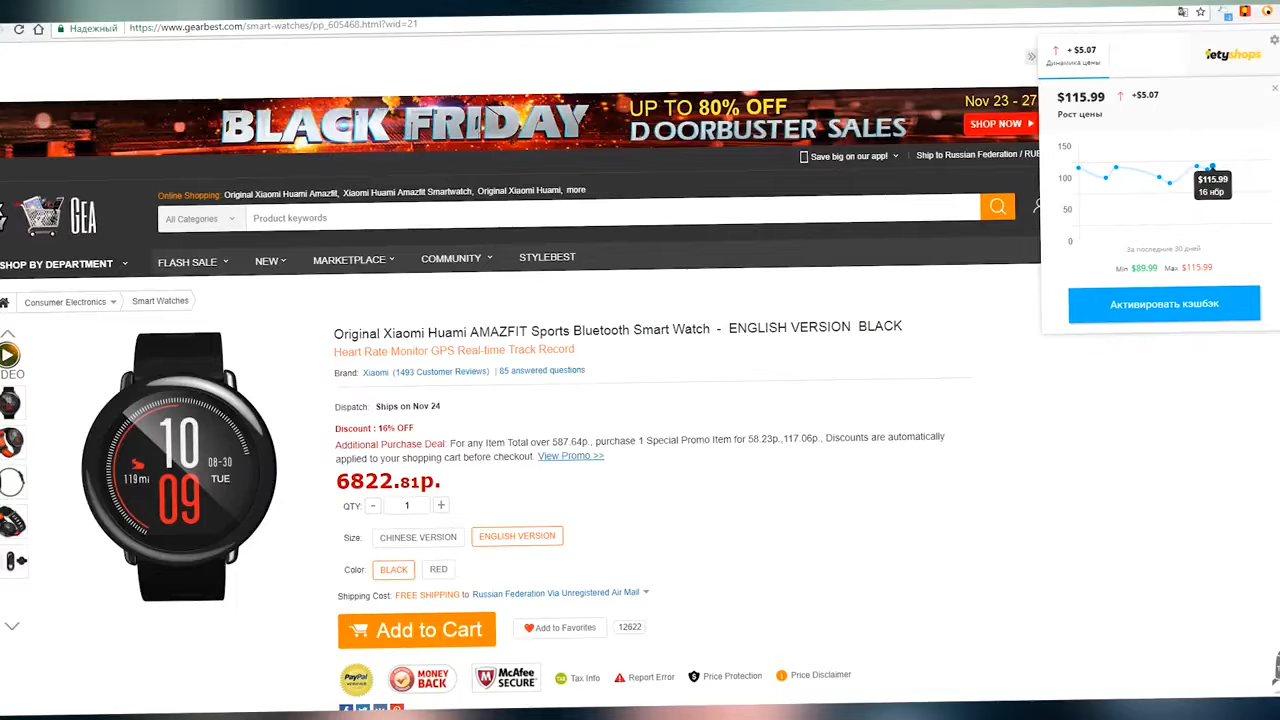 Надежный https://www.gearbest.com/smart-watches/pp_605468.html?wid=21
+ $5.07
Динамика цены
letyshops
$115.99 +$5.07
Рост цены
150
100
50
0
$115.99
16 нбр
За последние 30 дней
Min $89.99 Max $115.99
Активировать кэшбэк
BLACK FRIDAY
UP TO 80% OFF
DOORBUSTER SALES
Nov 23 - 27
SHOP NOW
Save big on our app! Ship to Russian Federation / RUB
GEA
Online Shopping: Original Xiaomi Huami Amazfit, Xiaomi Huami Amazfit Smartwatch, Original Xiaomi Huami, more
All Categories Product keywords
SHOP BY DEPARTMENT FLASH SALE NEW MARKETPLACE COMMUNITY STYLEBEST
Consumer Electronics Smart Watches
DEO
10
09
119mi
08-30
TUE
Original Xiaomi Huami AMAZFIT Sports Bluetooth Smart Watch - ENGLISH VERSION BLACK
Heart Rate Monitor GPS Real-time Track Record
Brand: Xiaomi (1493 Customer Reviews) | 85 answered questions
Dispatch: Ships on Nov 24
Discount : 16% OFF
Additional Purchase Deal: For any Item Total over 587.64р., purchase 1 Special Promo Item for 58.23р.,117.06р., Discounts are automatically
applied to your shopping cart before checkout. View Promo >>
6822.81р.
QTY: - 1 +
Size: CHINESE VERSION ENGLISH VERSION
Color: BLACK RED
Shipping Cost: FREE SHIPPING to Russian Federation Via Unregistered Air Mail
Add to Cart Add to Favorites 12622
PayPal VERIFIED
MONEY BACK
McAfee SECURE
TAX Tax Info Report Error Price Protection Price Disclaimer